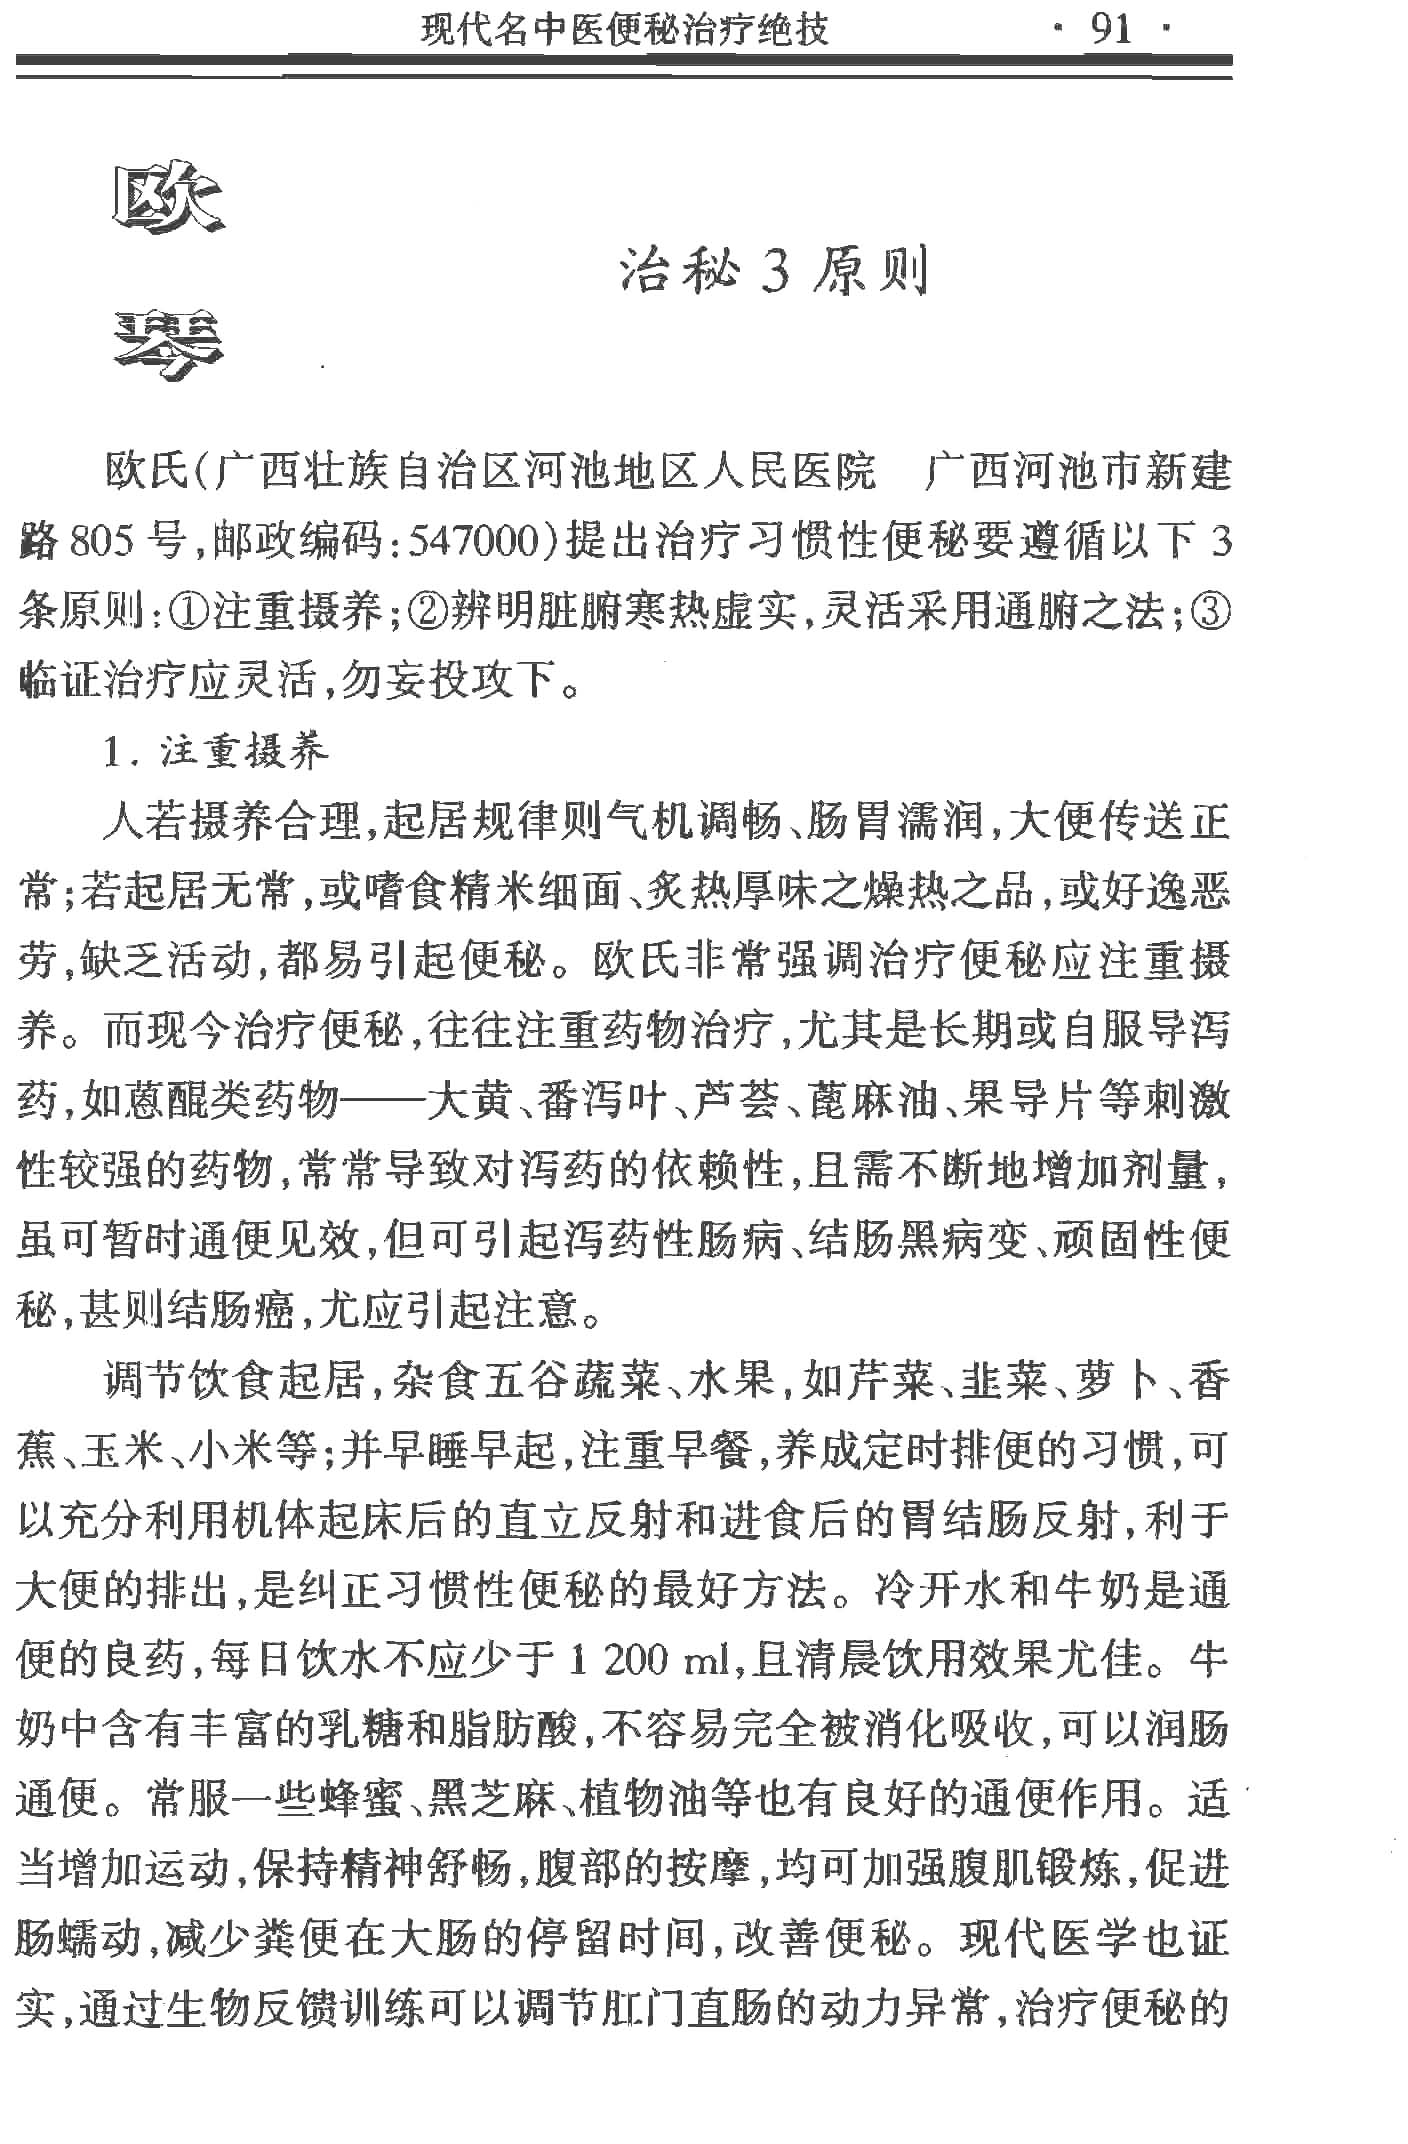 现代名中医便秘治疗绝技 · 91 ·
欧
琴
治秘3原则
欧氏(广西壮族自治区河池地区人民医院 广西河池市新建
路805号,邮政编码:547000)提出治疗习惯性便秘要遵循以下3
条原则:①注重摄养;②辨明脏腑寒热虚实,灵活采用通腑之法;③
临证治疗应灵活,勿妄投攻下。
1. 注重摄养
人若摄养合理,起居规律则气机调畅、肠胃濡润,大便传送正
常;若起居无常,或嗜食精米细面、炙热厚味之燥热之品,或好逸恶
劳,缺乏活动,都易引起便秘。欧氏非常强调治疗便秘应注重摄
养。而现今治疗便秘,往往注重药物治疗,尤其是长期或自服导泻
药,如蒽醌类药物——大黄、番泻叶、芦荟、蓖麻油、果导片等刺激
性较强的药物,常常导致对泻药的依赖性,且需不断地增加剂量,
虽可暂时通便见效,但可引起泻药性肠病、结肠黑病变、顽固性便
秘,甚则结肠癌,尤应引起注意。
调节饮食起居,杂食五谷蔬菜、水果,如芹菜、韭菜、萝卜、香
蕉、玉米、小米等;并早睡早起,注重早餐,养成定时排便的习惯,可
以充分利用机体起床后的直立反射和进食后的胃结肠反射,利于
大便的排出,是纠正习惯性便秘的最好方法。冷开水和牛奶是通
便的良药,每日饮水不应少于1 200 ml,且清晨饮用效果尤佳。牛
奶中含有丰富的乳糖和脂肪酸,不容易完全被消化吸收,可以润肠
通便。常服一些蜂蜜、黑芝麻、植物油等也有良好的通便作用。适
当增加运动,保持精神舒畅,腹部的按摩,均可加强腹肌锻炼,促进
肠蠕动,减少粪便在大肠的停留时间,改善便秘。现代医学也证
实,通过生物反馈训练可以调节肛门直肠的动力异常,治疗便秘的